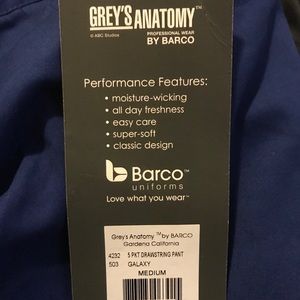 GREY'S ANATOMY™
© ABC Studios
PROFESSIONAL WEAR
BY BARCO
Performance Features:
• moisture-wicking
• all day freshness
• easy care
• super-soft
• classic design
Barco™
uniforms
Love what you wear™
Grey's Anatomy ™ by BARCO
Gardena California
4232 5 PKT DRAWSTRING PANT
503 GALAXY
MEDIUM